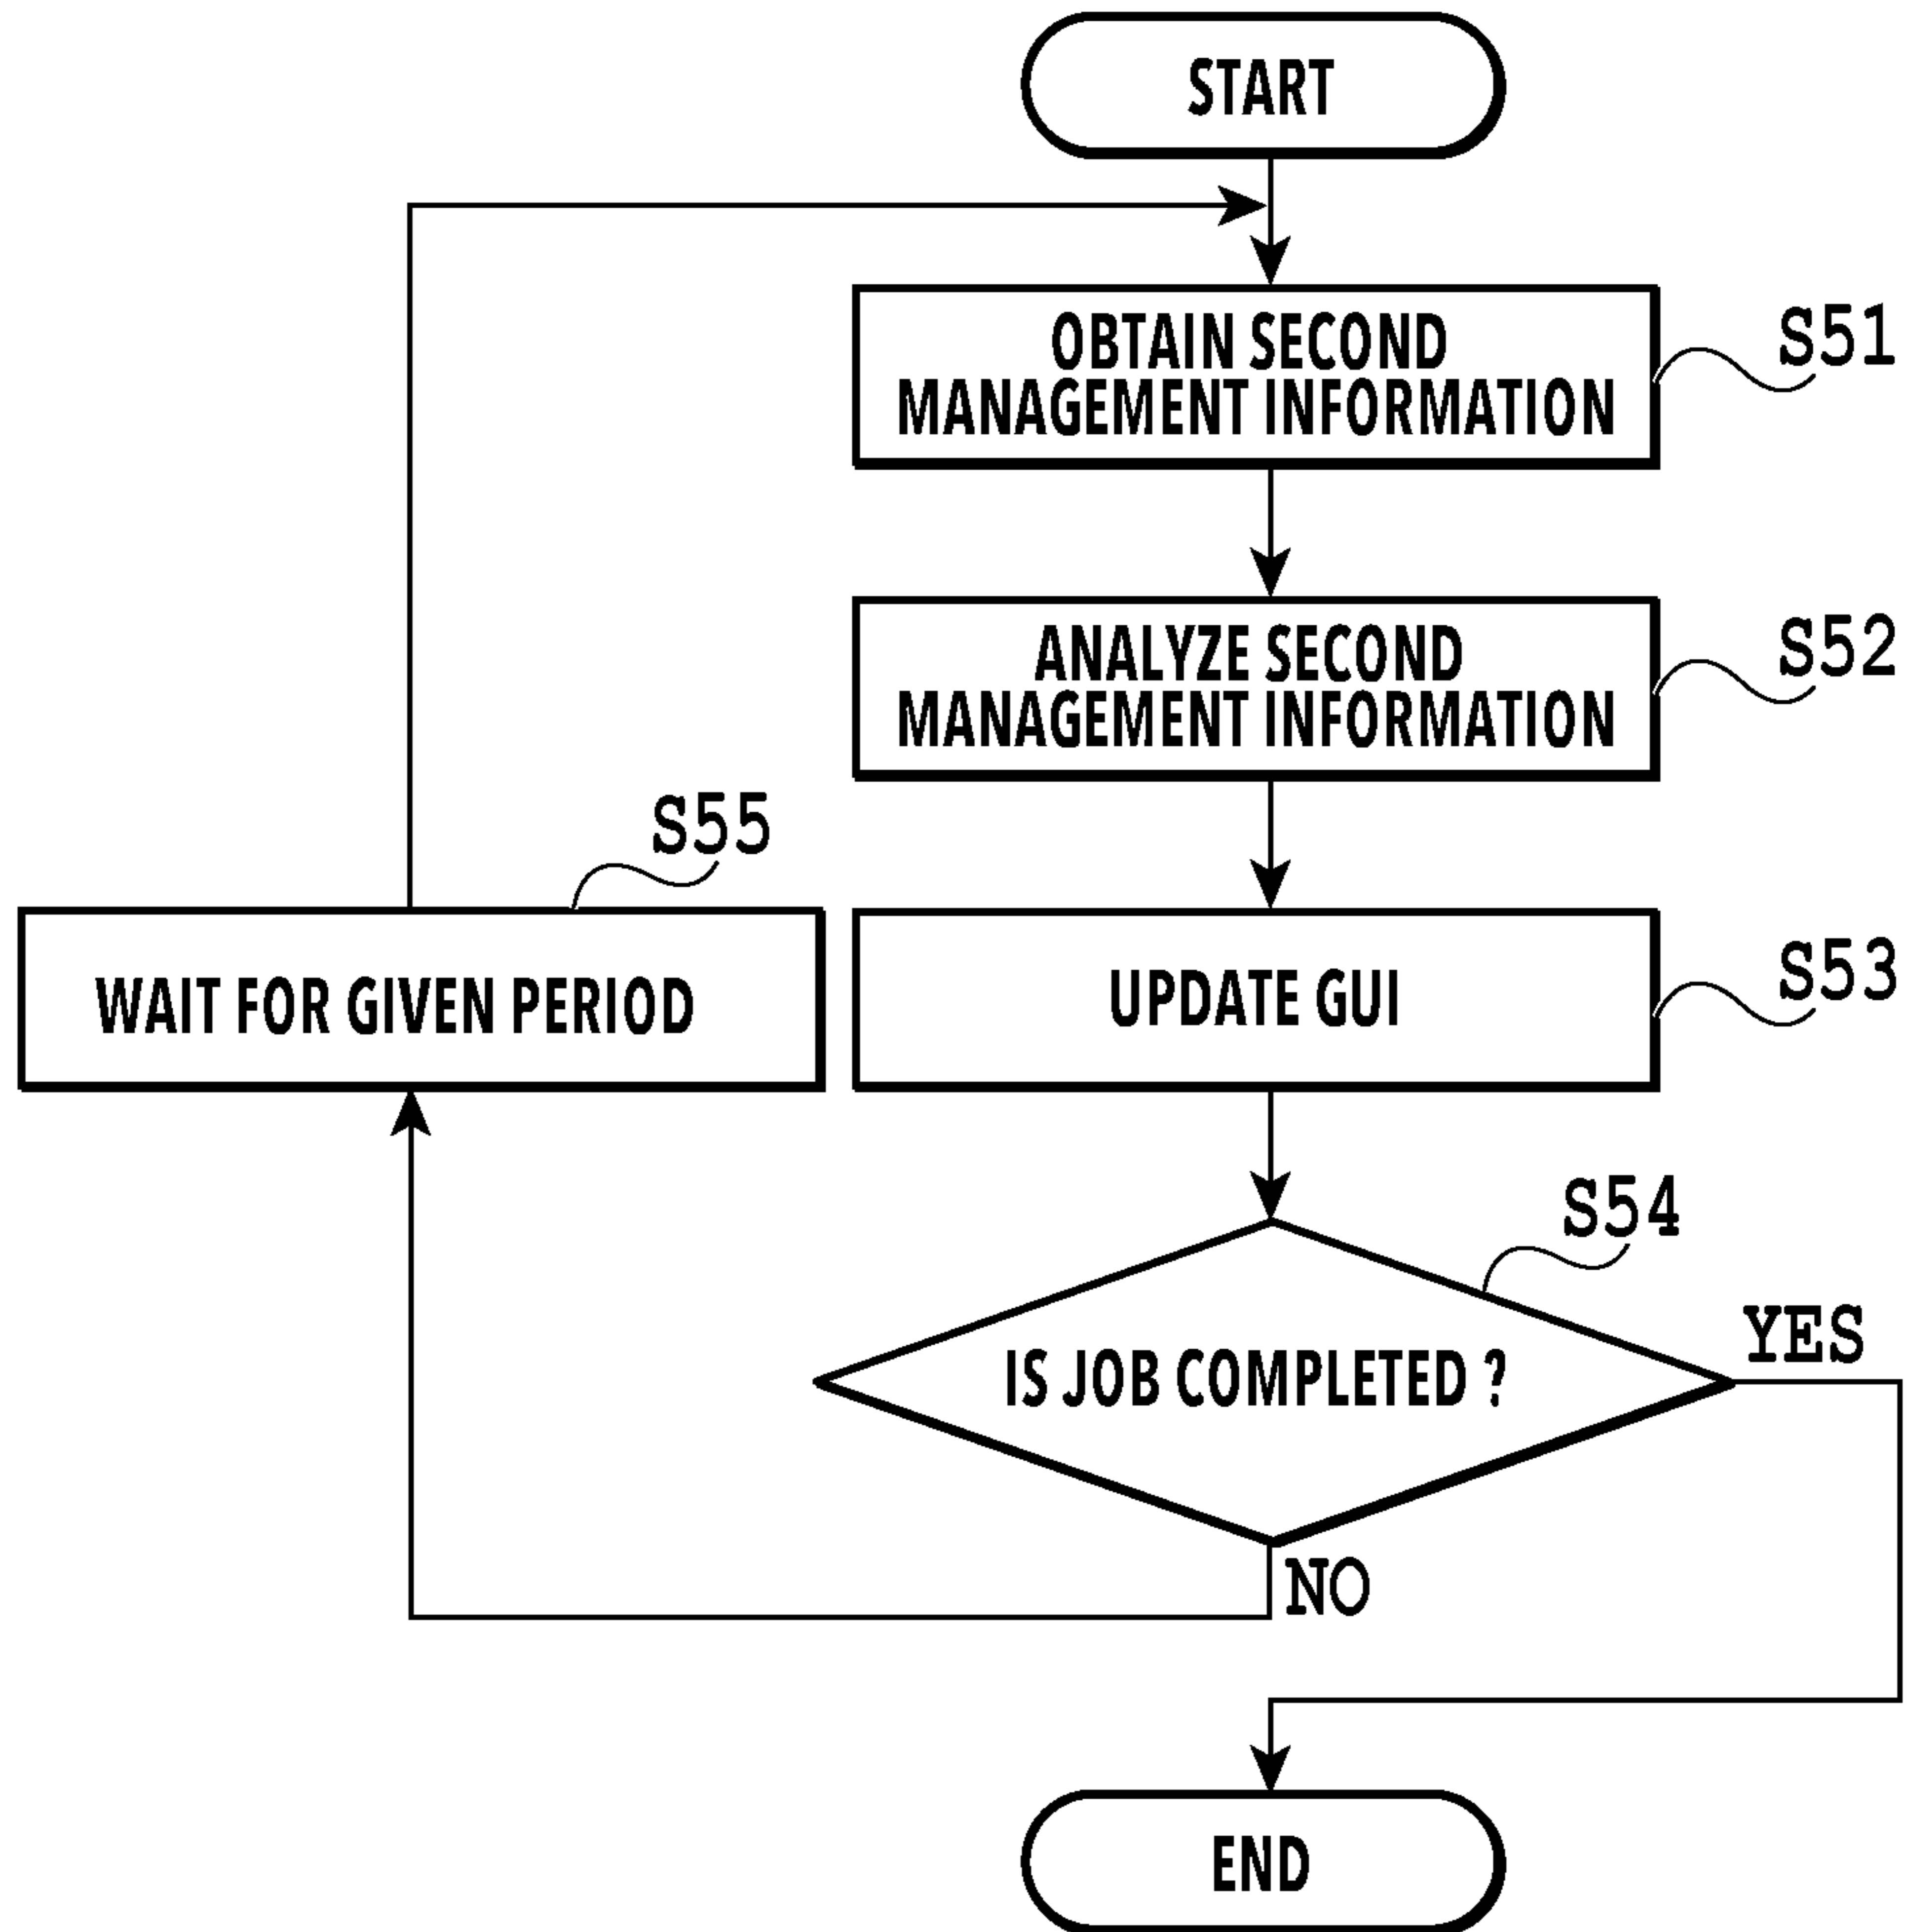 START
OBTAIN SECOND
MANAGEMENT INFORMATION
S51
ANALYZE SECOND
MANAGEMENT INFORMATION
S52
S55
WAIT FOR GIVEN PERIOD
UPDATE GUI
S53
S54
IS JOB COMPLETED ?
YES
NO
END